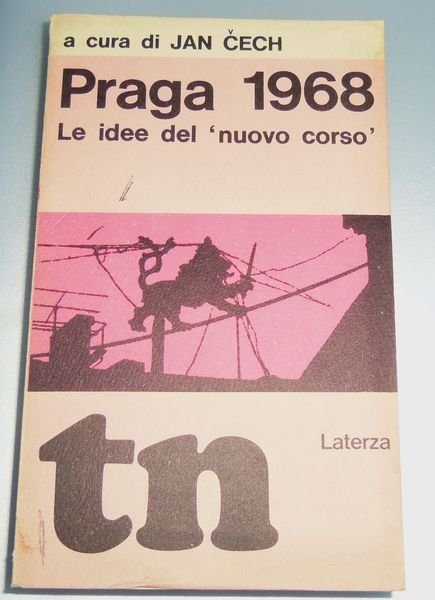 a cura di JAN ČECH
Praga 1968
Le idee del ‘nuovo corso’
Laterza
tn